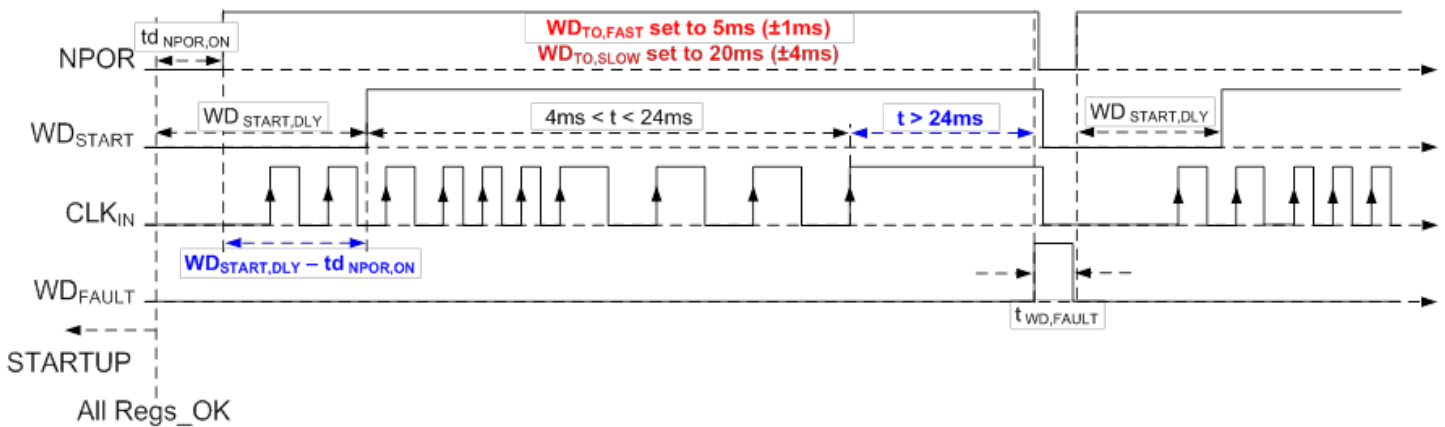 td NPOR,ON
WDTO,FAST set to 5ms (±1ms)
WDTO,SLOW set to 20ms (±4ms)
NPOR
WD START,DLY
4ms < t < 24ms
t > 24ms
WD START,DLY
WDSTART
CLKIN
WDSTART,DLY – td NPOR,ON
WDFAULT
t WD,FAULT
STARTUP
All Regs_OK